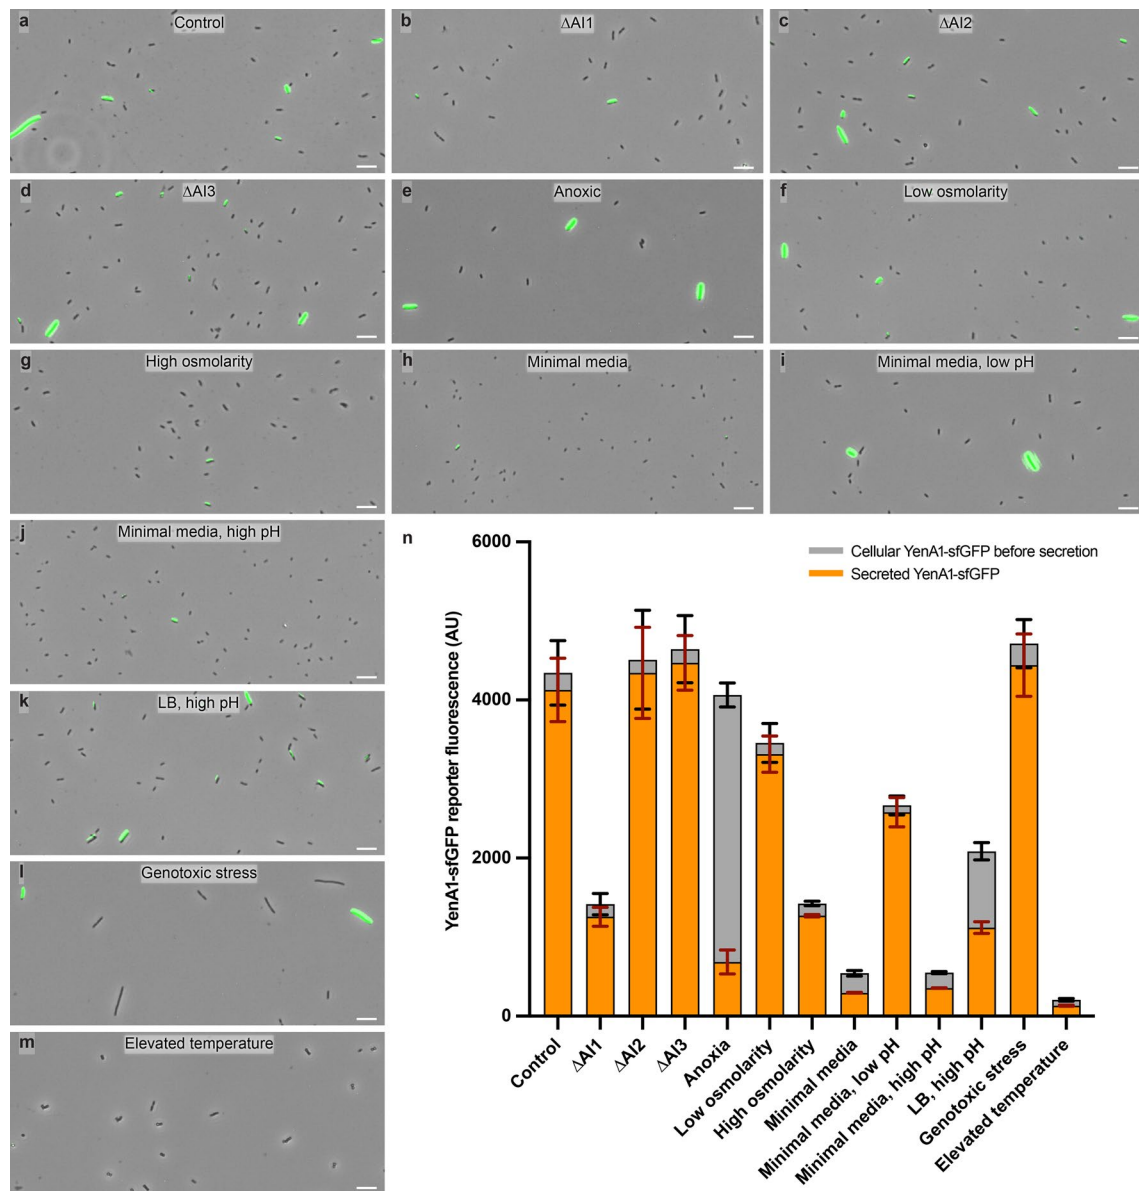 a
Control
b
ΔAI1
c
ΔAI2
d
ΔAI3
e
Anoxic
f
Low osmolarity
g
High osmolarity
h
Minimal media
i
Minimal media, low pH
j
Minimal media, high pH
k
LB, high pH
l
Genotoxic stress
m
Elevated temperature
n
Cellular YenA1-sfGFP before secretion
Secreted YenA1-sfGFP
YenA1-sfGFP reporter fluorescence (AU)
6000
4000
2000
0
Control
ΔAI1
ΔAI2
ΔAI3
Anoxia
Low osmolarity
High osmolarity
Minimal media
Minimal media, low pH
Minimal media, high pH
LB, high pH
Genotoxic stress
Elevated temperature